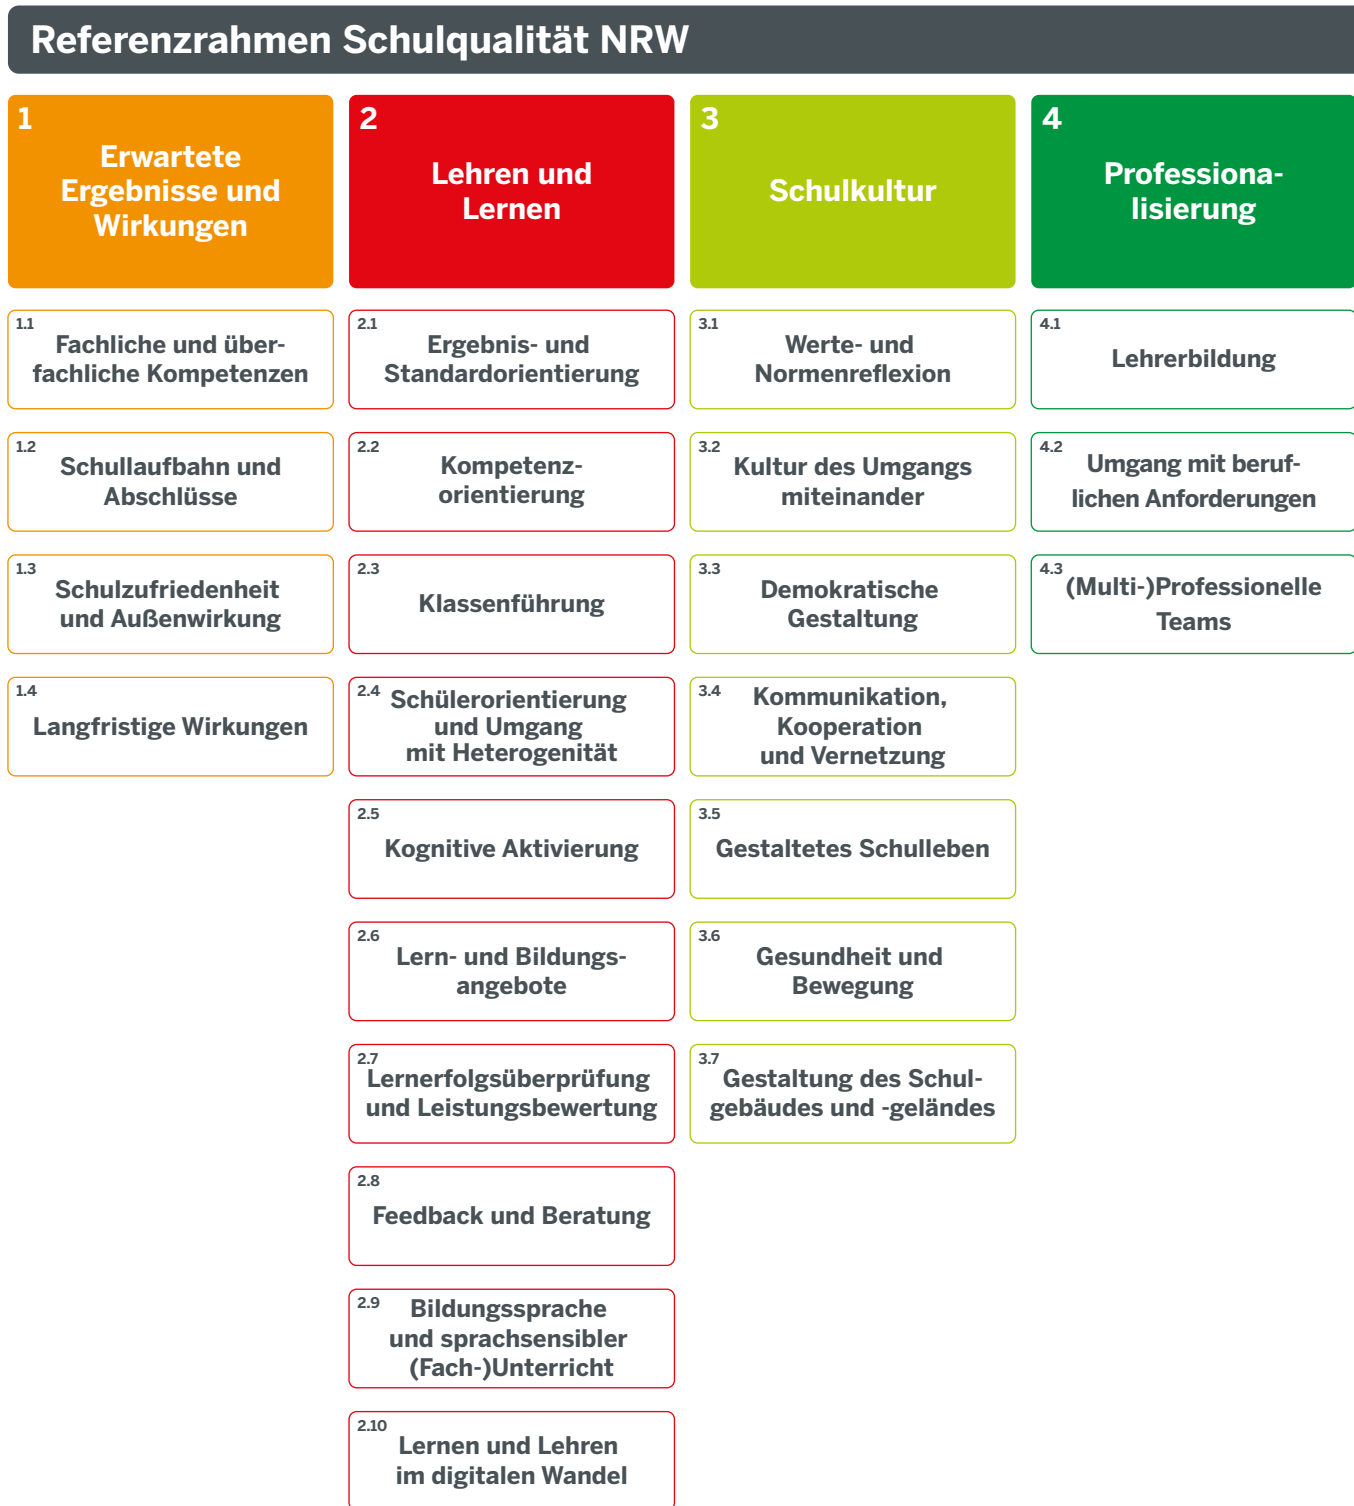 Referenzrahmen Schulqualität NRW
1
Erwartete
Ergebnisse und
Wirkungen
1.1
Fachliche und über-
fachliche Kompetenzen
1.2
Schullaufbahn und
Abschlüsse
1.3
Schulzufriedenheit
und Außenwirkung
1.4
Langfristige Wirkungen
2
Lehren und
Lernen
2.1
Ergebnis- und
Standardorientierung
2.2
Kompetenz-
orientierung
2.3
Klassenführung
2.4
Schülerorientierung
und Umgang
mit Heterogenität
2.5
Kognitive Aktivierung
2.6
Lern- und Bildungs-
angebote
2.7
Lernerfolgsüberprüfung
und Leistungsbewertung
2.8
Feedback und Beratung
2.9
Bildungssprache
und sprachsensibler
(Fach-)Unterricht
2.10
Lernen und Lehren
im digitalen Wandel
3
Schulkultur
3.1
Werte- und
Normenreflexion
3.2
Kultur des Umgangs
miteinander
3.3
Demokratische
Gestaltung
3.4
Kommunikation,
Kooperation
und Vernetzung
3.5
Gestaltetes Schulleben
3.6
Gesundheit und
Bewegung
3.7
Gestaltung des Schul-
gebäudes und -geländes
4
Professiona-
lisierung
4.1
Lehrerbildung
4.2
Umgang mit beruf-
lichen Anforderungen
4.3
(Multi-)Professionelle
Teams